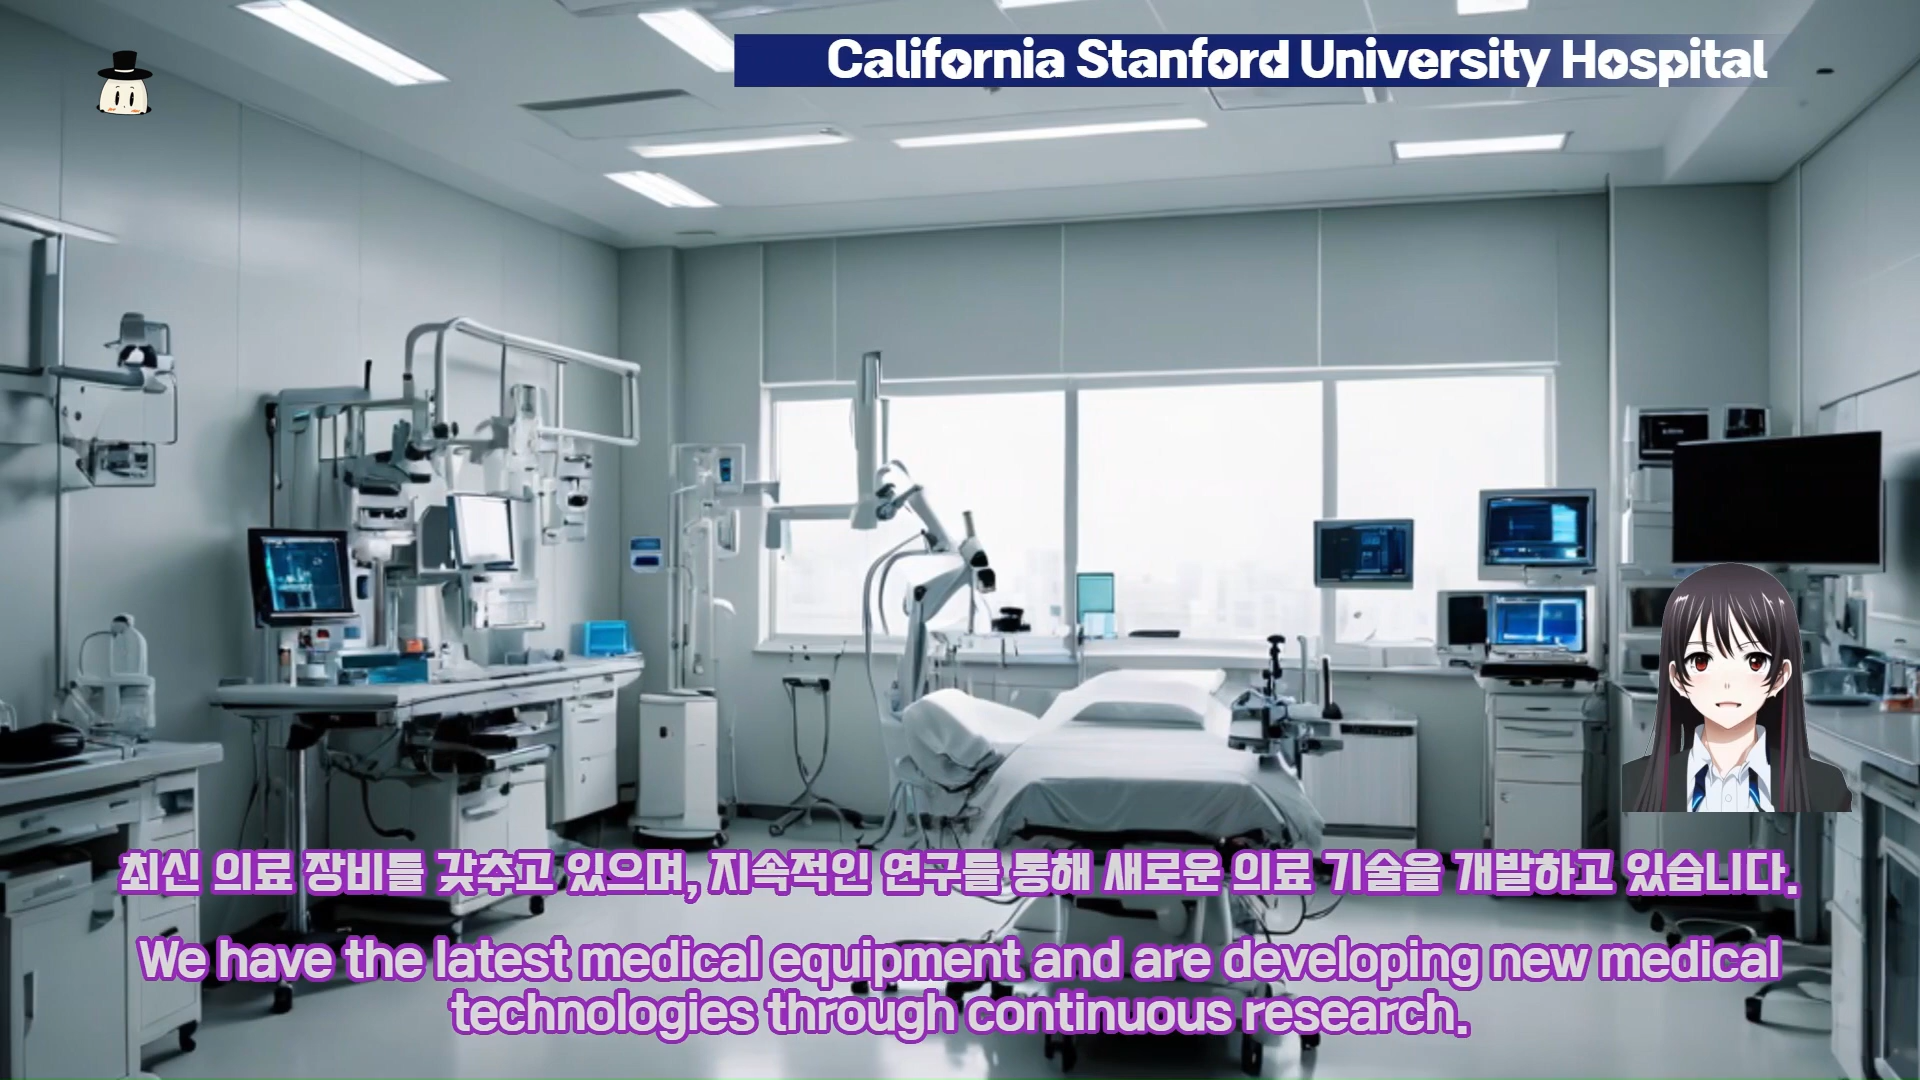 California Stanford University Hospital
최신 의료 장비를 갖추고 있으며, 지속적인 연구를 통해 새로운 의료 기술을 개발하고 있습니다.
We have the latest medical equipment and are developing new medical
technologies through continuous research.